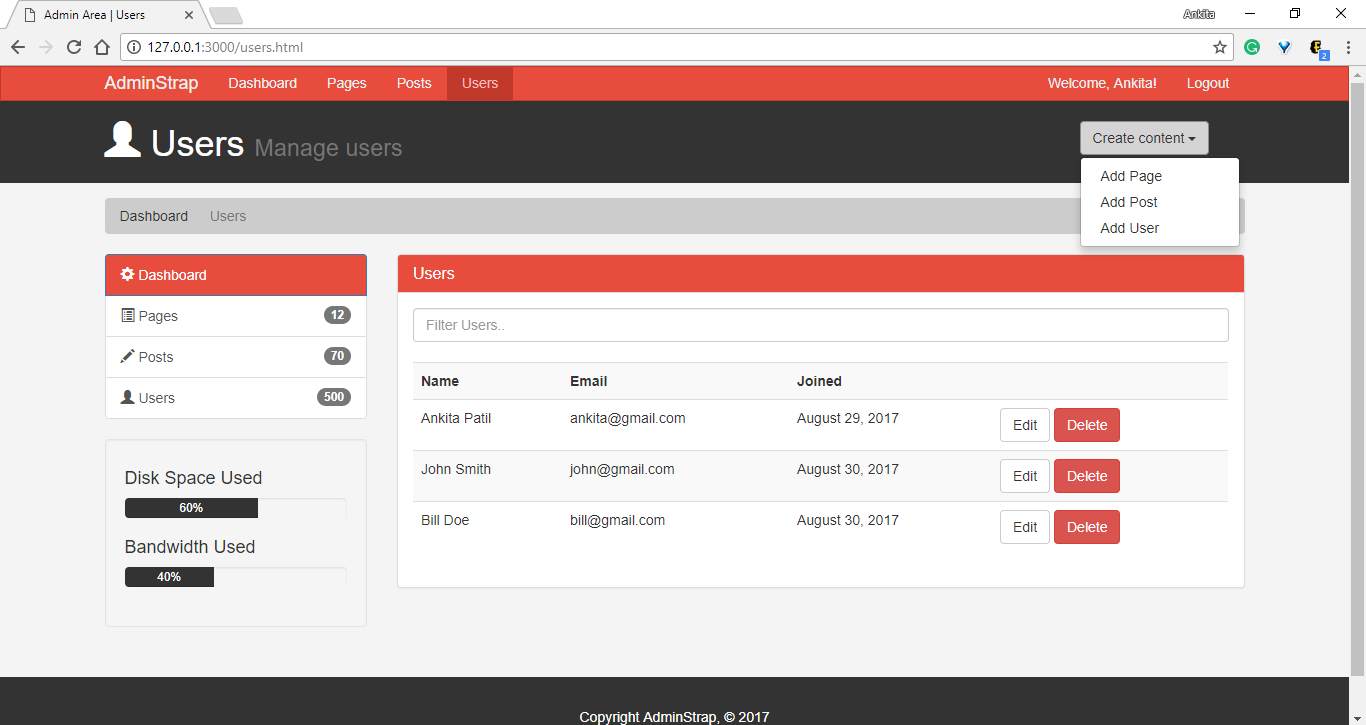 Admin Area | Users
Ankita
127.0.0.1:3000/users.html
2
AdminStrap Dashboard Pages Posts Users Welcome, Ankita! Logout
Users Manage users
Create content
Add Page
Add Post
Add User
Dashboard Users
Dashboard
Pages 12
Posts 70
Users 500
Disk Space Used
60%
Bandwidth Used
40%
Users
Filter Users..
Name Email Joined
Ankita Patil ankita@gmail.com August 29, 2017 Edit Delete
John Smith john@gmail.com August 30, 2017 Edit Delete
Bill Doe bill@gmail.com August 30, 2017 Edit Delete
Copyright AdminStrap, © 2017